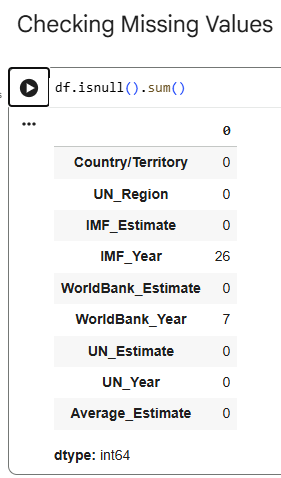 Checking Missing Values
df.isnull().sum()
0
Country/Territory 0
UN_Region 0
IMF_Estimate 0
IMF_Year 26
WorldBank_Estimate 0
WorldBank_Year 7
UN_Estimate 0
UN_Year 0
Average_Estimate 0
dtype: int64